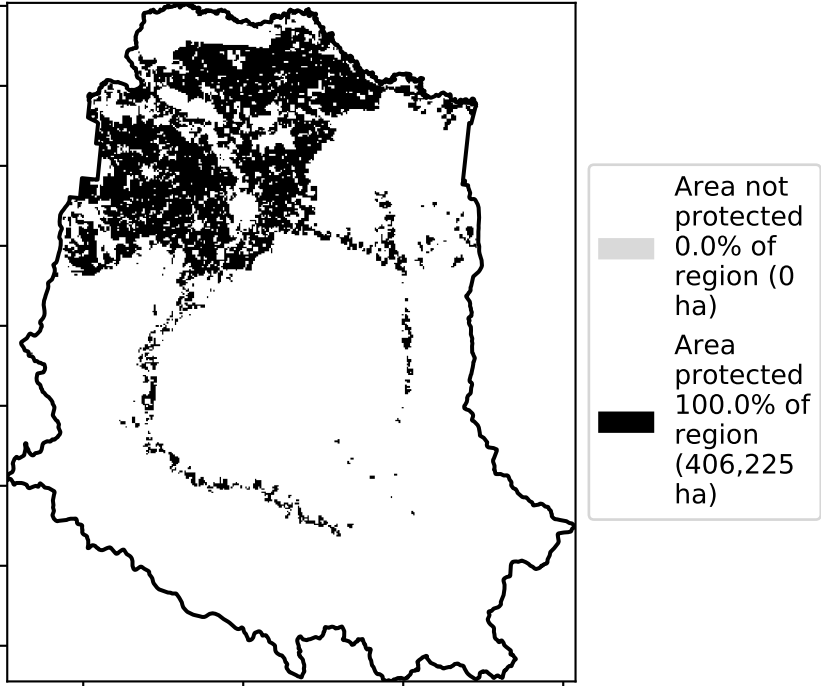 Area not
protected
0.0% of
region (0
ha)
Area
protected
100.0% of
region
(406,225
ha)